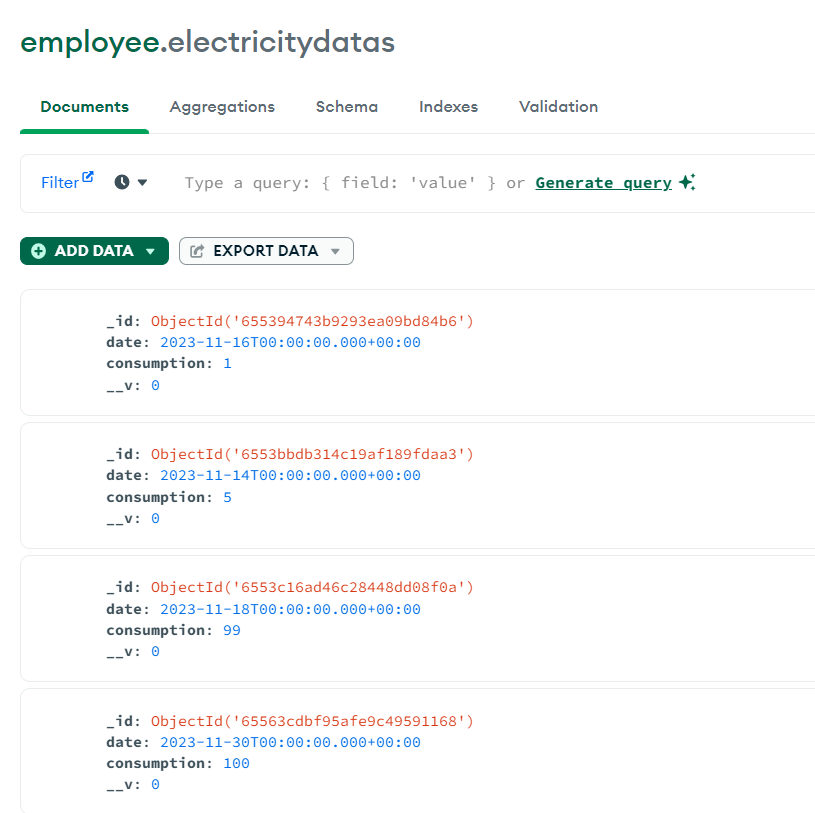 employee.electricitydatas
Documents Aggregations Schema Indexes Validation
Filter Type a query: { field: 'value' } or Generate query
ADD DATA EXPORT DATA
_id: ObjectId('655394743b9293ea09bd84b6')
date: 2023-11-16T00:00:00.000+00:00
consumption: 1
__v: 0
_id: ObjectId('6553bbdb314c19af189fdaa3')
date: 2023-11-14T00:00:00.000+00:00
consumption: 5
__v: 0
_id: ObjectId('6553c16ad46c28448dd08f0a')
date: 2023-11-18T00:00:00.000+00:00
consumption: 99
__v: 0
_id: ObjectId('65563cdbf95afe9c49591168')
date: 2023-11-30T00:00:00.000+00:00
consumption: 100
__v: 0